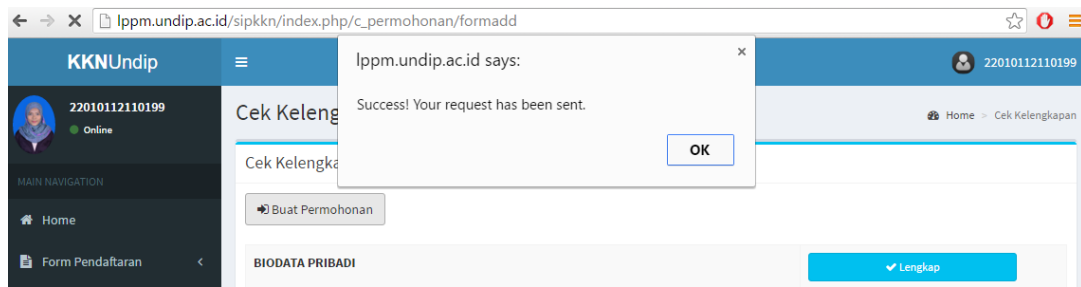 lppm.undip.ac.id/sipkkn/index.php/c_permohonan/formadd
KKNUndip
22010112110199
lppm.undip.ac.id says:
Success! Your request has been sent.
OK
22010112110199
Online
Cek Keleng
Home > Cek Kelengkapan
MAIN NAVIGATION
Cek Kelengka
Home
Buat Permohonan
Form Pendaftaran
BIODATA PRIBADI
Lengkap